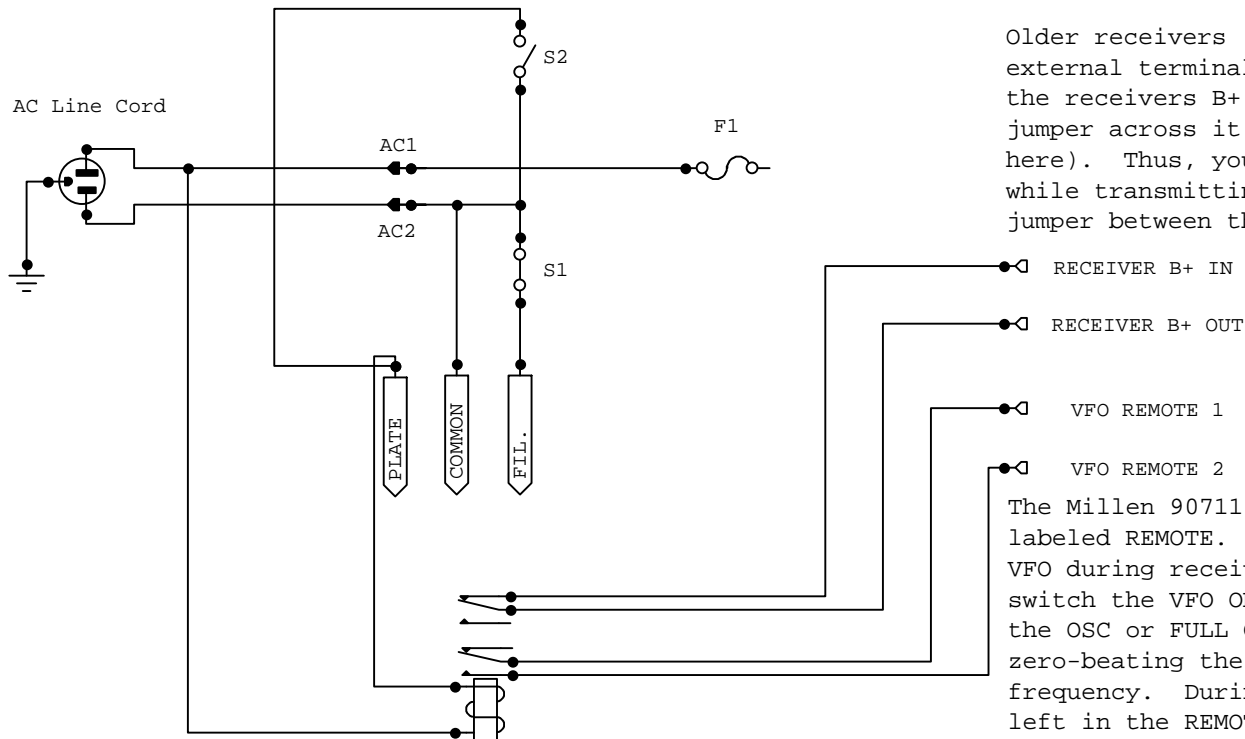 Older receivers
external terminal
the receivers B+
jumper across it
here). Thus, you
while transmittin
jumper between th
AC Line Cord
S2
AC1
F1
AC2
S1
RECEIVER B+ IN
RECEIVER B+ OUT
PLATE
COMMON
FIL.
VFO REMOTE 1
VFO REMOTE 2
The Millen 90711
labeled REMOTE.
VFO during recei
switch the VFO O
the OSC or FULL
zero-beating the
frequency. Duri
left in the REMO